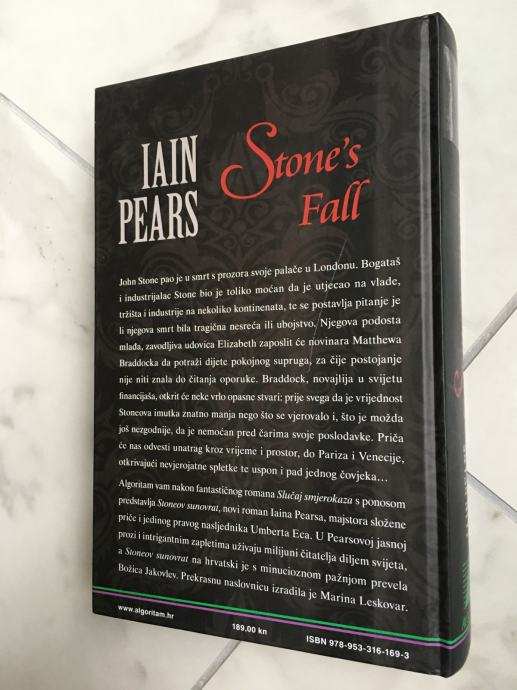 IAIN
PEARS
Stone's
Fall
John Stone pao je u smrt s prozora svoje palače u Londonu. Bogataš
i industrijalac Stone bio je toliko moćan da je utjecao na vlade,
tržišta i industrije na nekoliko kontinenata, te se postavlja pitanje je
li njegova smrt bila tragična nesreća ili ubojstvo. Njegova podosta
mlađa, zavodljiva udovica Elizabeth zaposlit će novinara Matthewa
Braddocka da potraži dijete pokojnog supruga, za čije postojanje
nije niti znala do čitanja oporuke. Braddock, novajlija u svijetu
financijaša, otkrit će neke vrlo opasne stvari: prije svega da je vrijednost
Stoneova imutka znatno manja nego što se vjerovalo i, što je možda
još nezgodnije, da je nemoćan pred čarima svoje poslodavke. Priča
će nas odvesti unatrag kroz vrijeme i prostor, do Pariza i Venecije,
otkrivajući nevjerojatne spletke te uspon i pad jednog čovjeka...
Algoritam vam nakon fantastičnog romana Slučaj smjerokaza s ponosom
predstavlja Stoneov sunovrat, novi roman Iaina Pearsa, majstora složene
priče i jedinog pravog nasljednika Umberta Eca. U Pearsovoj jasnoj
prozi i intrigantnim zapletima uživaju milijuni čitatelja diljem svijeta,
a Stoneov sunovrat na hrvatski je s minucioznom pažnjom prevela
Božica Jakovlev. Prekrasnu naslovnicu izradila je Marina Leskovar.
www.algoritam.hr
189,00 kn
ISBN 978-953-316-169-3